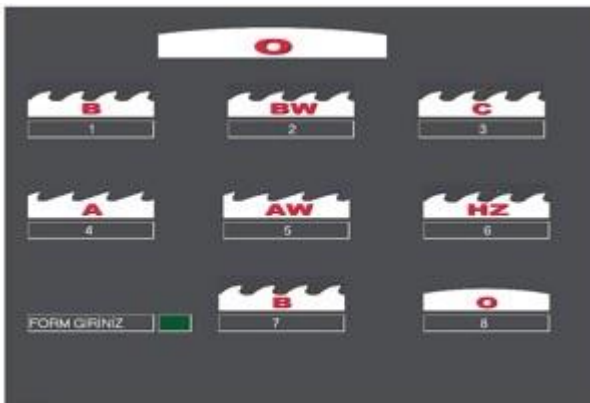 O
B BW C
1 2 3
A AW HZ
4 5 6
B O
FORM GIRINIZ 7 8